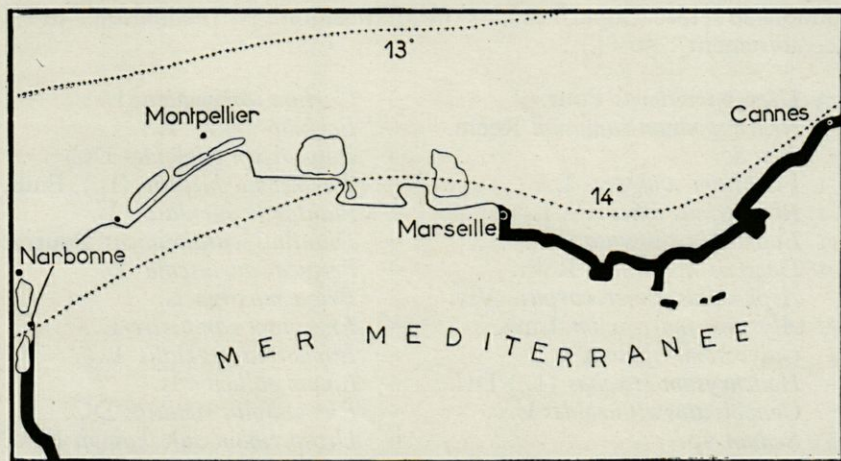 13°
Montpellier
Cannes
14°
Marseille
Narbonne
MER MEDITERRANEE